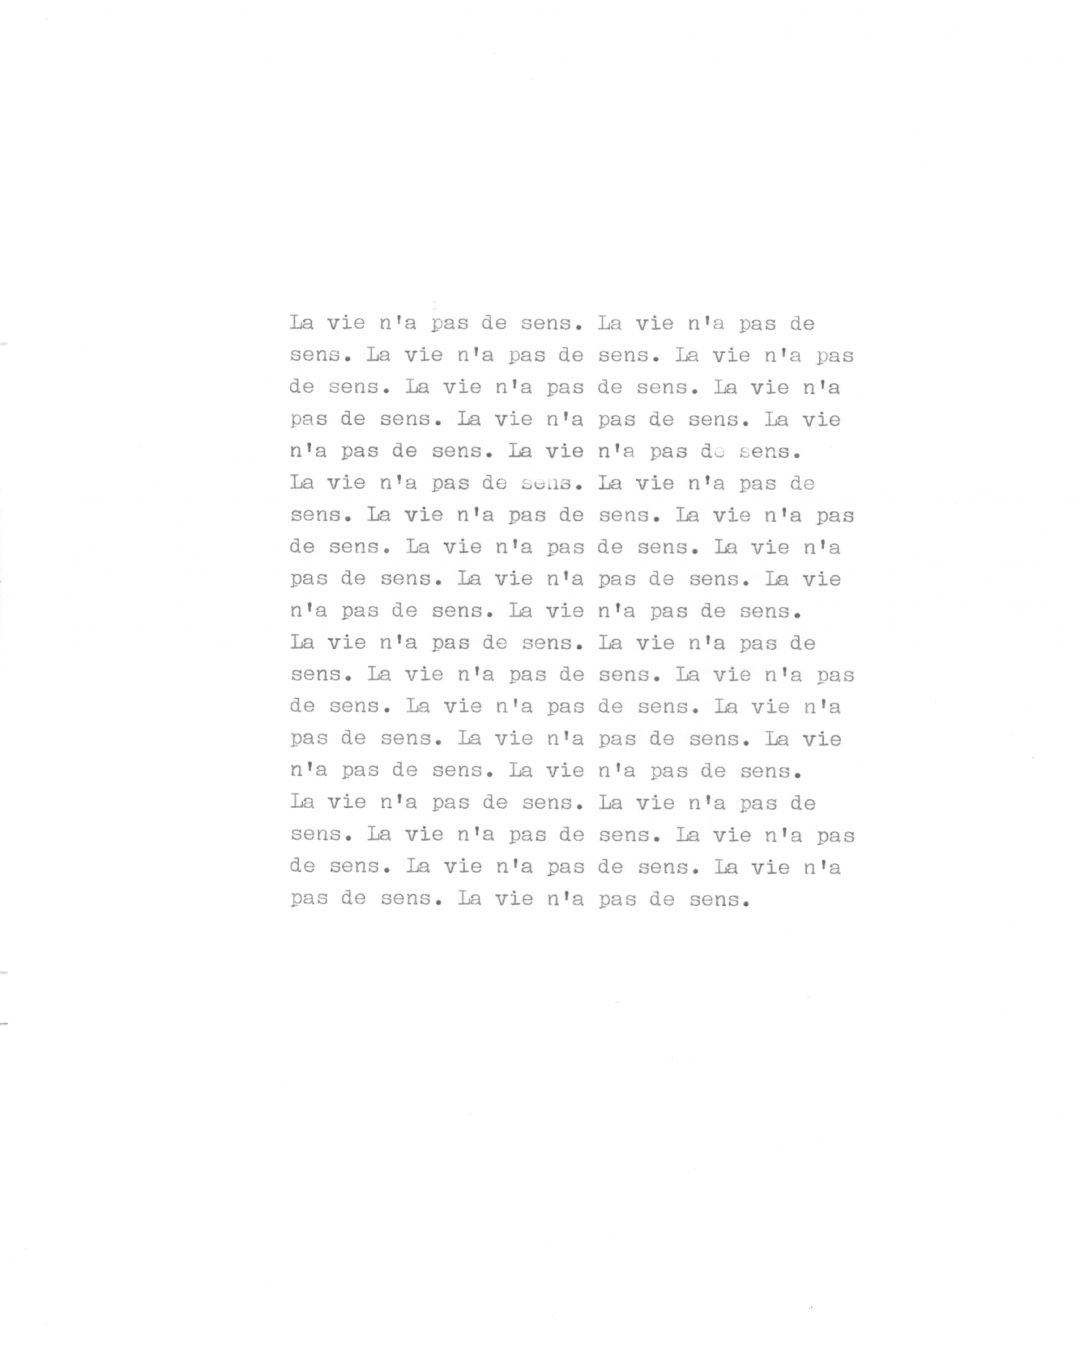 La vie n'a pas de sens. La vie n'a pas de
sens. La vie n'a pas de sens. La vie n'a pas
de sens. La vie n'a pas de sens. La vie n'a
pas de sens. La vie n'a pas de sens. La vie
n'a pas de sens. La vie n'a pas de sens.
La vie n'a pas de sens. La vie n'a pas de
sens. La vie n'a pas de sens. La vie n'a pas
de sens. La vie n'a pas de sens. La vie n'a
pas de sens. La vie n'a pas de sens. La vie
n'a pas de sens. La vie n'a pas de sens.
La vie n'a pas de sens. La vie n'a pas de
sens. La vie n'a pas de sens. La vie n'a pas
de sens. La vie n'a pas de sens. La vie n'a
pas de sens. La vie n'a pas de sens. La vie
n'a pas de sens. La vie n'a pas de sens.
La vie n'a pas de sens. La vie n'a pas de
sens. La vie n'a pas de sens. La vie n'a pas
de sens. La vie n'a pas de sens. La vie n'a
pas de sens. La vie n'a pas de sens.